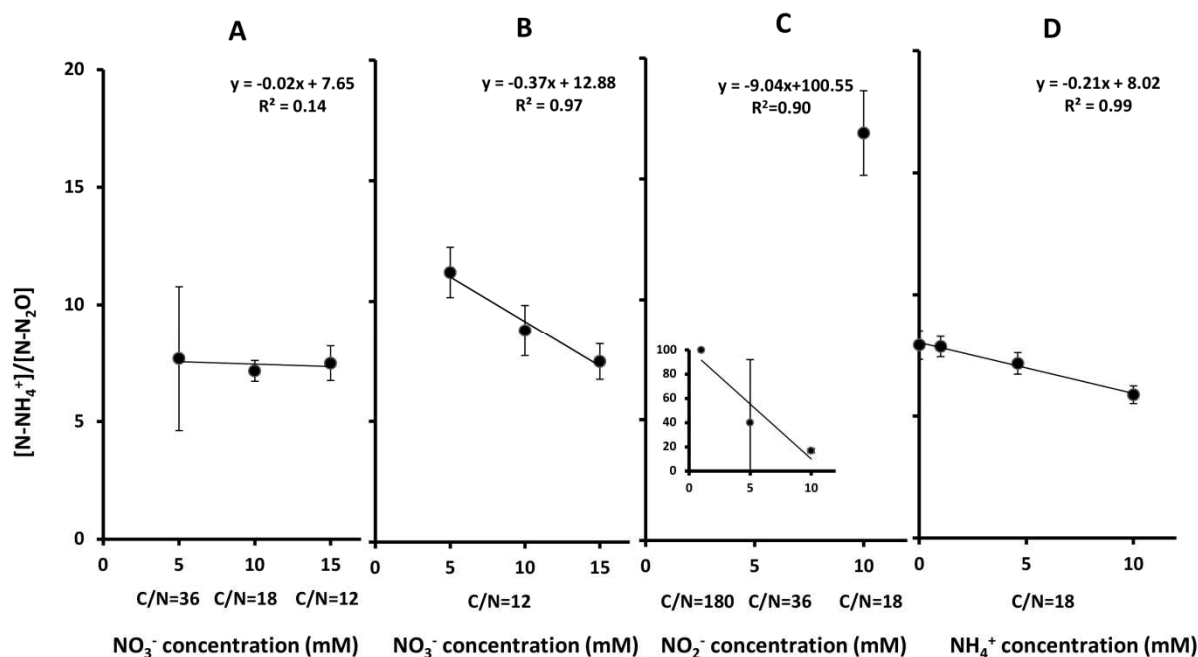 A
B
C
D
y = -0.02x + 7.65
R² = 0.14
y = -0.37x + 12.88
R² = 0.97
y = -9.04x+100.55
R²=0.90
y = -0.21x + 8.02
R² = 0.99
[N-NH₄⁺]/[N-N₂O]
20
15
10
5
0
100
80
60
40
20
0
0 5 10
0 5 10 15
0 5 10 15
0 5 10
0 10
C/N=36 C/N=18 C/N=12
C/N=12
C/N=180 C/N=36 C/N=18
C/N=18
NO₃⁻ concentration (mM)
NO₃⁻ concentration (mM)
NO₂⁻ concentration (mM)
NH₄⁺ concentration (mM)